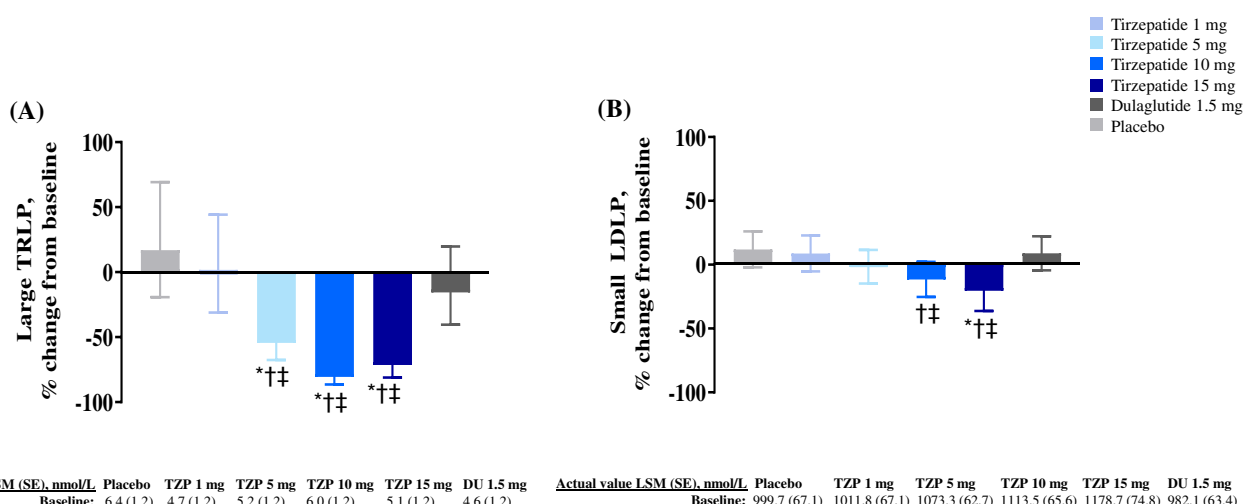 Tirzepatide 1 mg
Tirzepatide 5 mg
Tirzepatide 10 mg
Tirzepatide 15 mg
Dulaglutide 1.5 mg
Placebo
(A)
Large TRLP,
% change from baseline
100
50
0
-50
-100
*†‡
*†‡
*†‡
(B)
Small LDLP,
% change from baseline
100
50
0
-50
-100
†‡
*†‡
LSM (SE), nmol/L Placebo TZP 1 mg TZP 5 mg TZP 10 mg TZP 15 mg DU 1.5 mg
Baseline: 6.4 (1.2) 4.7 (1.2) 5.2 (1.2) 6.0 (1.2) 5.1 (1.2) 4.6 (1.2)
Actual value LSM (SE), nmol/L Placebo TZP 1 mg TZP 5 mg TZP 10 mg TZP 15 mg DU 1.5 mg
Baseline: 999.7 (67.1) 1011.8 (67.1) 1073.3 (62.7) 1113.5 (65.6) 1178.7 (74.8) 982.1 (63.4)